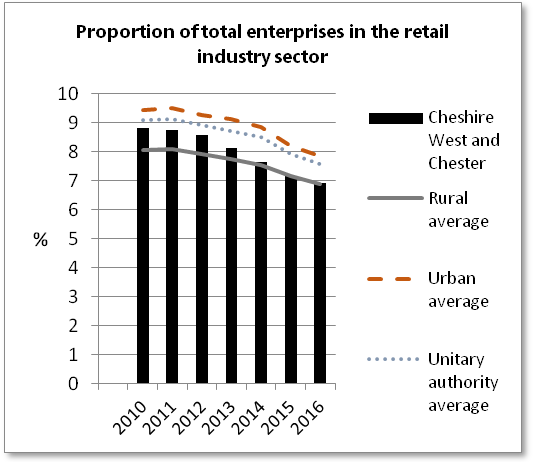 Proportion of total enterprises in the retail
industry sector
10
9
8
7
6
5
4
3
2
1
0
%
2010
2011
2012
2013
2014
2015
2016
Cheshire
West and
Chester
Rural
average
Urban
average
Unitary
authority
average